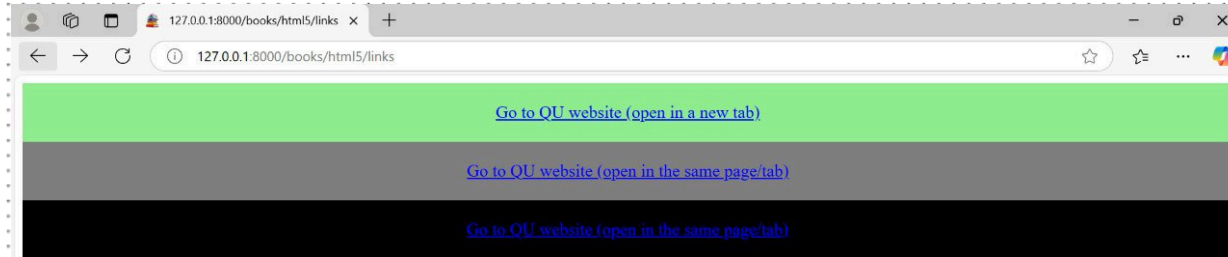 127.0.0.1:8000/books/html5/links
127.0.0.1:8000/books/html5/links
Go to QU website (open in a new tab)
Go to QU website (open in the same page/tab)
Go to QU website (open in the same page/tab)